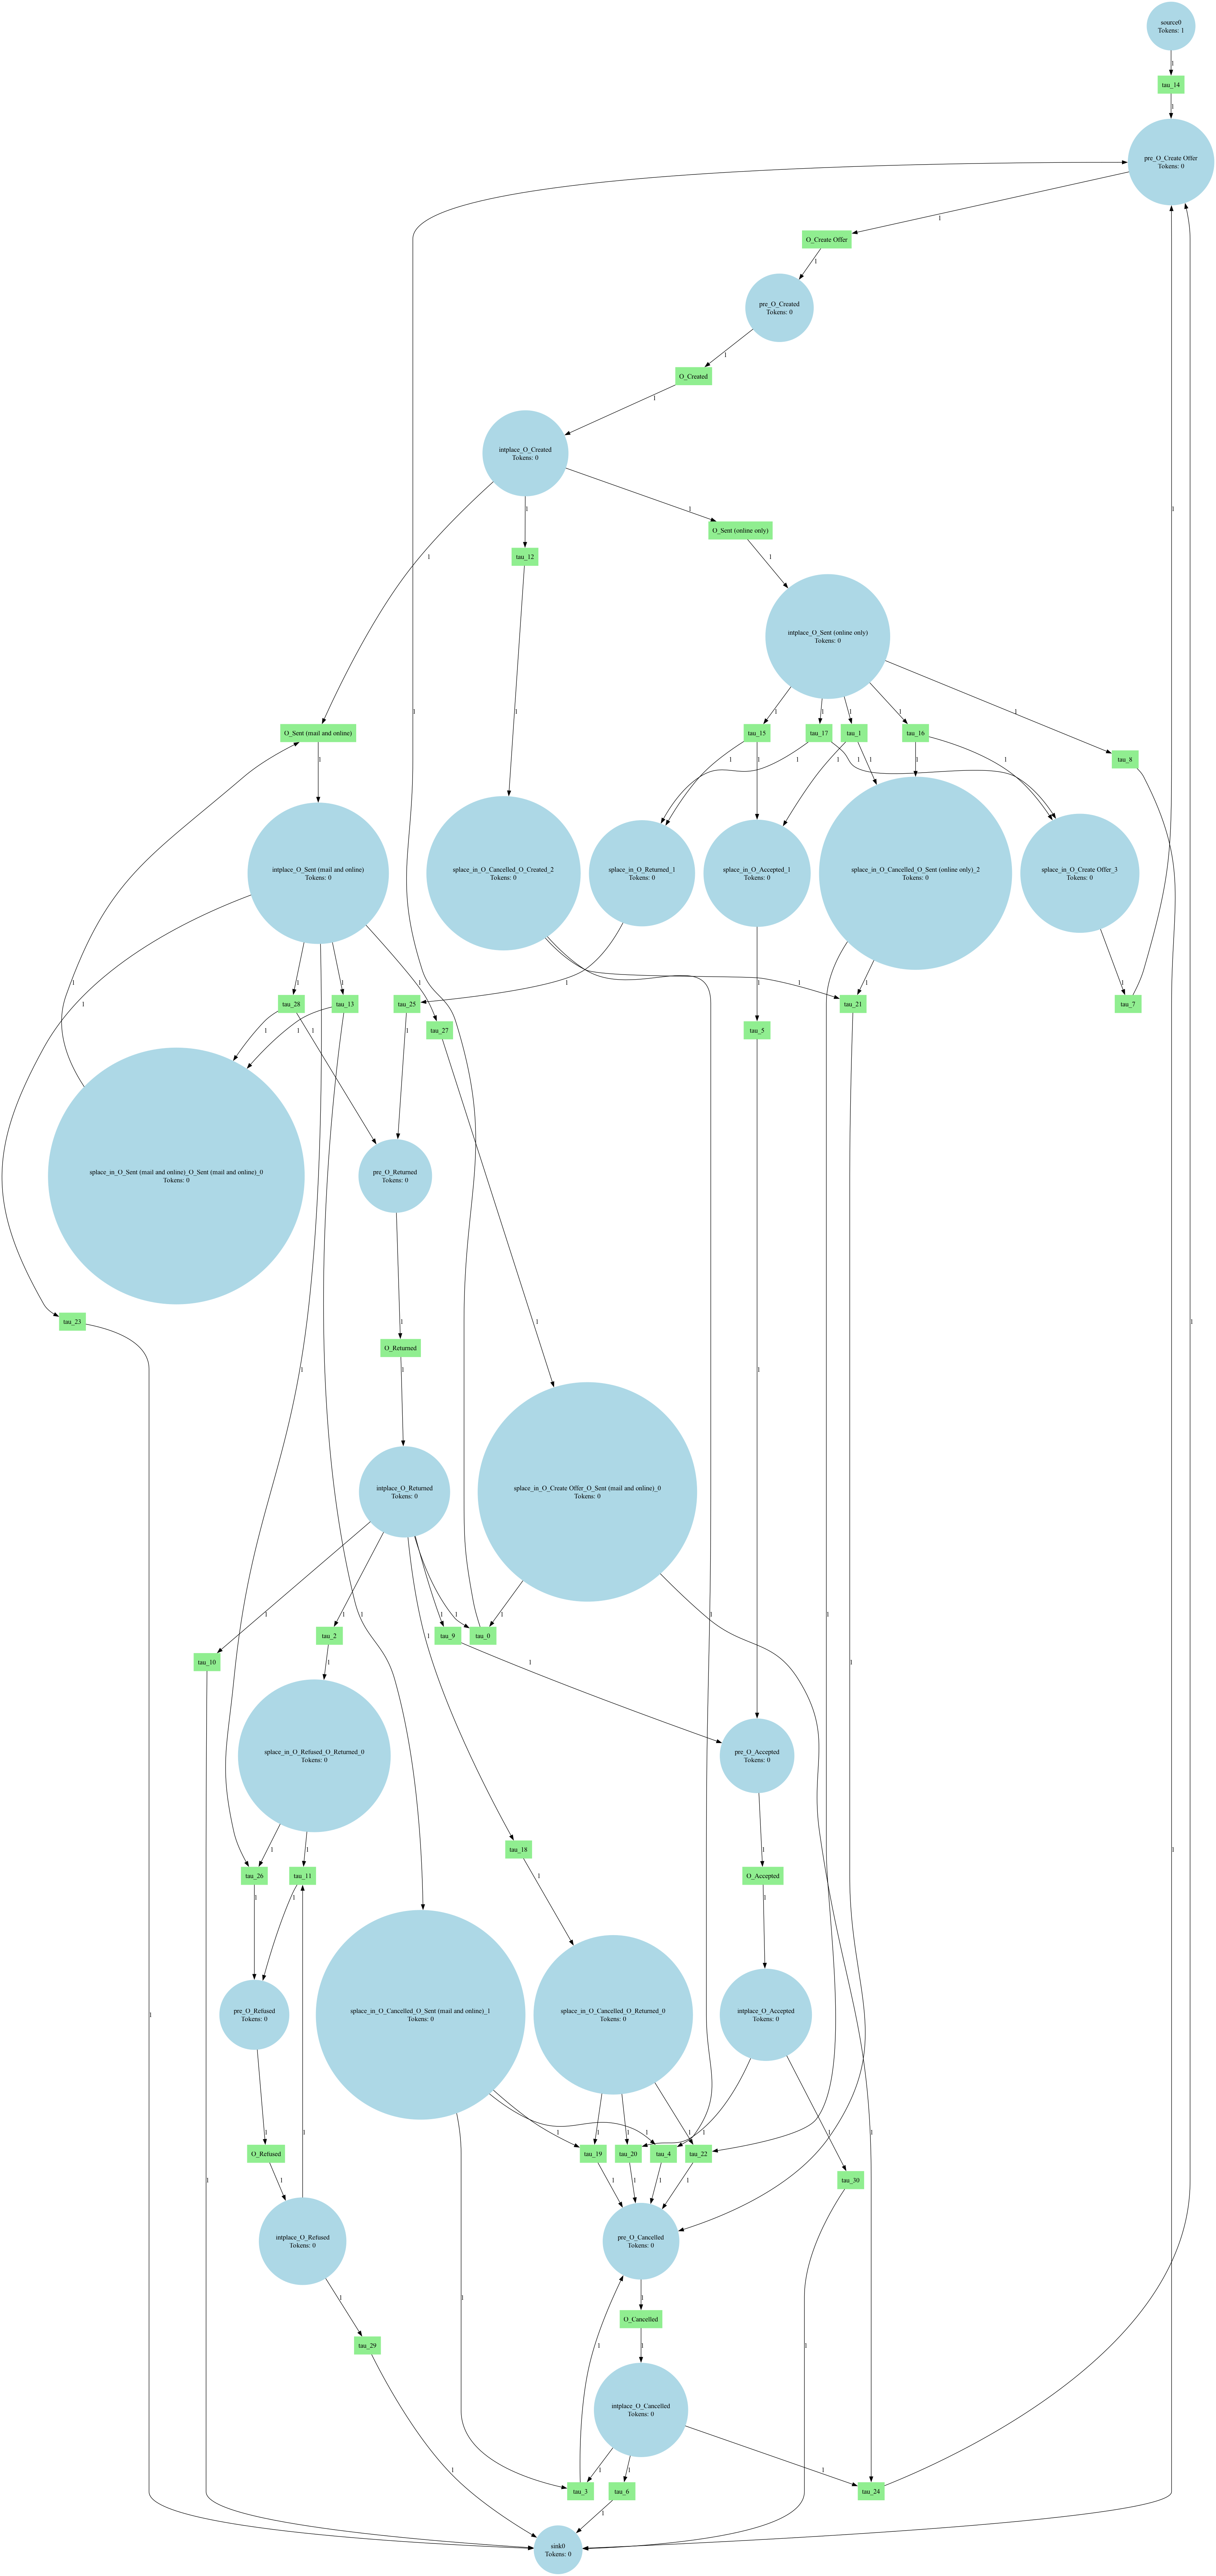 source0
Tokens: 1
1
tau_14
1
pre_O_Create Offer
Tokens: 0
1
O_Create Offer
1
pre_O_Created
Tokens: 0
1
O_Created
1
intplace_O_Created
Tokens: 0
1
1
1
O_Sent (online only)
tau_12
1
intplace_O_Sent (online only)
Tokens: 0
1
1
1
1
1
1
1
O_Sent (mail and online)
tau_15
tau_17
tau_1
tau_16
tau_8
1
1
1
1
1
1
1
1
1
intplace_O_Sent (mail and online)
Tokens: 0
splace_in_O_Cancelled_O_Created_2
Tokens: 0
splace_in_O_Returned_1
Tokens: 0
splace_in_O_Accepted_1
Tokens: 0
splace_in_O_Cancelled_O_Sent (online only)_2
Tokens: 0
splace_in_O_Create Offer_3
Tokens: 0
1
1
1
1
1
1
1
1
1
1
1
tau_28
tau_13
tau_25
tau_27
tau_5
tau_21
tau_7
1
1
1
1
splace_in_O_Sent (mail and online)_O_Sent (mail and online)_0
Tokens: 0
pre_O_Returned
Tokens: 0
1
1
tau_23
O_Returned
1
1
1
1
intplace_O_Returned
Tokens: 0
splace_in_O_Create Offer_O_Sent (mail and online)_0
Tokens: 0
1
1
1
1
1
1
1
1
1
tau_2
tau_9
tau_0
tau_10
1
1
1
splace_in_O_Refused_O_Returned_0
Tokens: 0
pre_O_Accepted
Tokens: 0
1
1
1
tau_18
tau_26
tau_11
O_Accepted
1
1
1
1
pre_O_Refused
Tokens: 0
splace_in_O_Cancelled_O_Sent (mail and online)_1
Tokens: 0
splace_in_O_Cancelled_O_Returned_0
Tokens: 0
intplace_O_Accepted
Tokens: 0
1
1
1
1
1
1
1
1
1
1
1
O_Refused
tau_19
tau_20
tau_4
tau_22
tau_30
1
1
1
1
1
1
intplace_O_Refused
Tokens: 0
pre_O_Cancelled
Tokens: 0
1
1
1
1
1
O_Cancelled
tau_29
1
intplace_O_Cancelled
Tokens: 0
1
1
1
1
tau_3
tau_6
tau_24
1
sink0
Tokens: 0